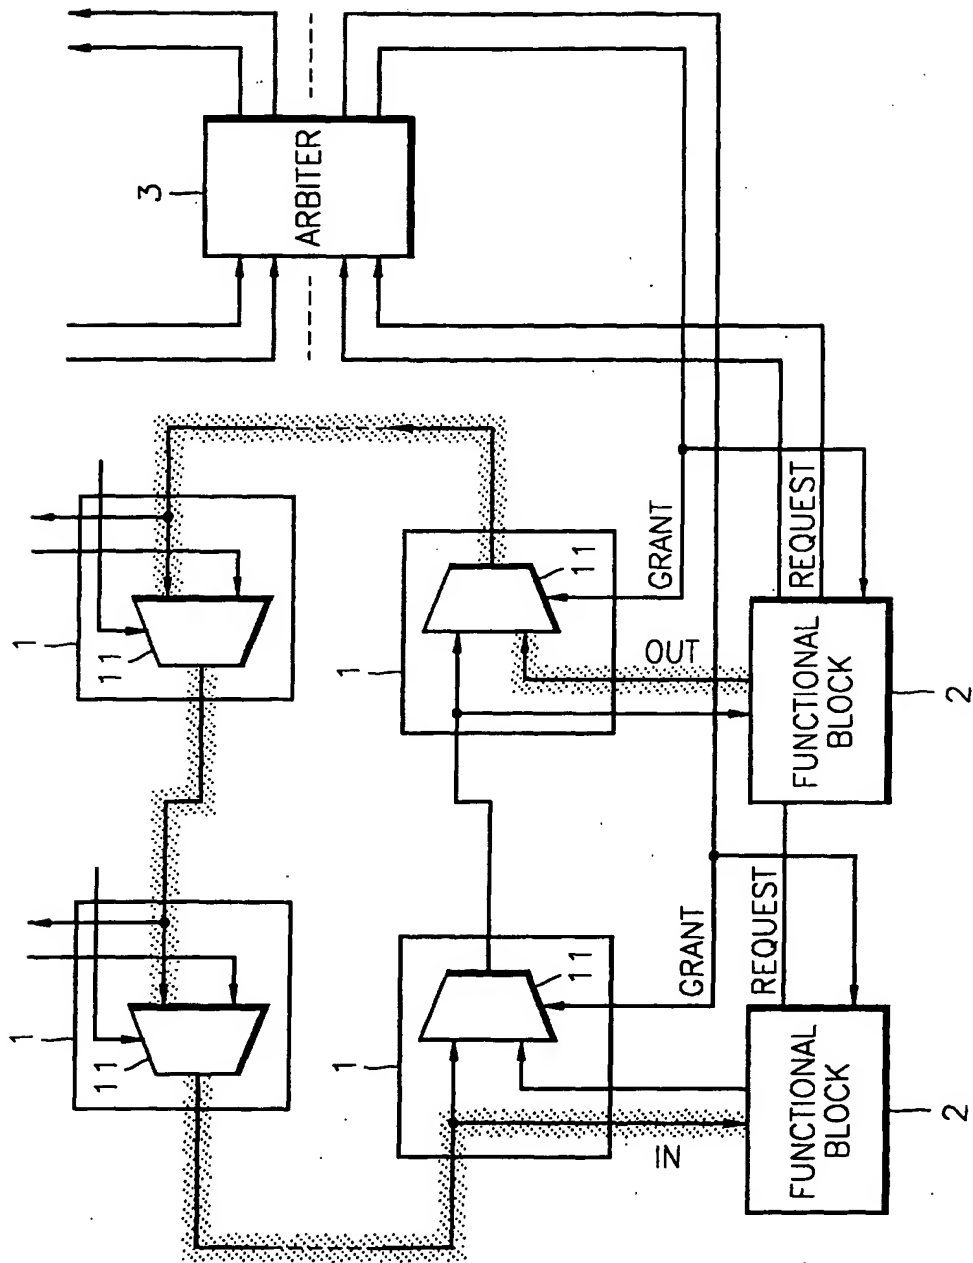 3
ARBITER
1
11
1
11
1
11
GRANT
OUT
REQUEST
FUNCTIONAL
BLOCK
2
1
11
GRANT
IN
REQUEST
FUNCTIONAL
BLOCK
2